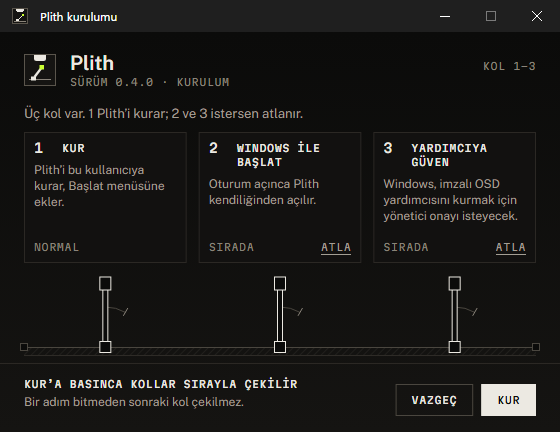 Plith kurulumu
Plith
SÜRÜM 0.4.0 · KURULUM
KOL 1–3
Üç kol var. 1 Plith’i kurar; 2 ve 3 istersen atlanır.
1 KUR
Plith’i bu kullanıcıya
kurar, Başlat menüsüne
ekler.
NORMAL
2 WINDOWS İLE
BAŞLAT
Oturum açınca Plith
kendiliğinden açılır.
SIRADA ATLA
3 YARDIMCIYA
GÜVEN
Windows, imzalı OSD
yardımcısını kurmak için
yönetici onayı isteyecek.
SIRADA ATLA
KUR’A BASINCA KOLLAR SIRAYLA ÇEKİLİR
Bir adım bitmeden sonraki kol çekilmez.
VAZGEÇ
KUR